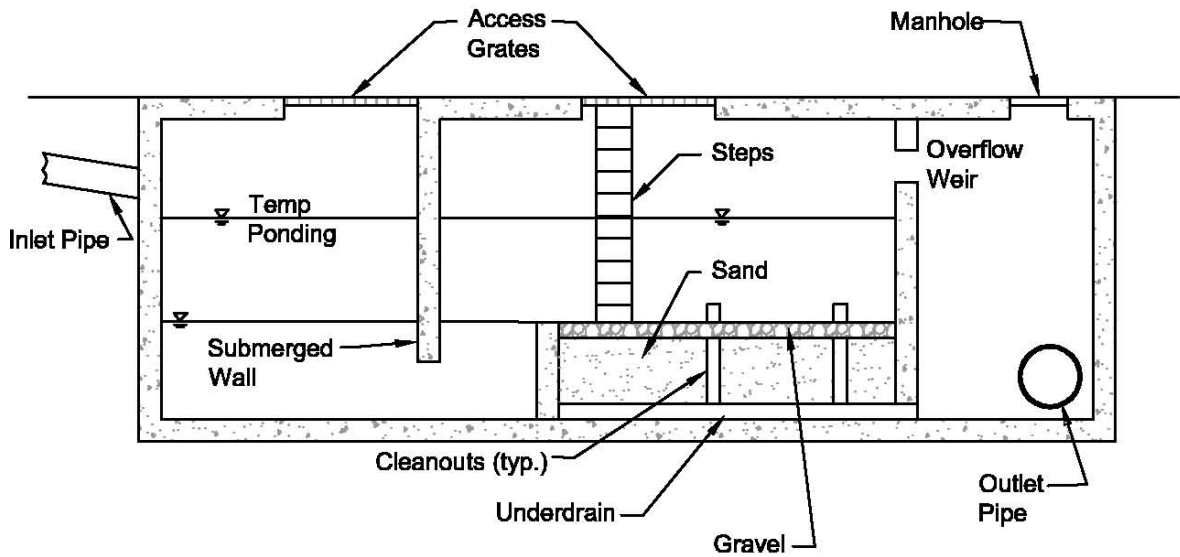 Access
Grates
Manhole
Steps
Overflow
Weir
Temp
Ponding
Inlet Pipe
Sand
Submerged
Wall
Cleanouts (typ.)
Underdrain
Gravel
Outlet
Pipe